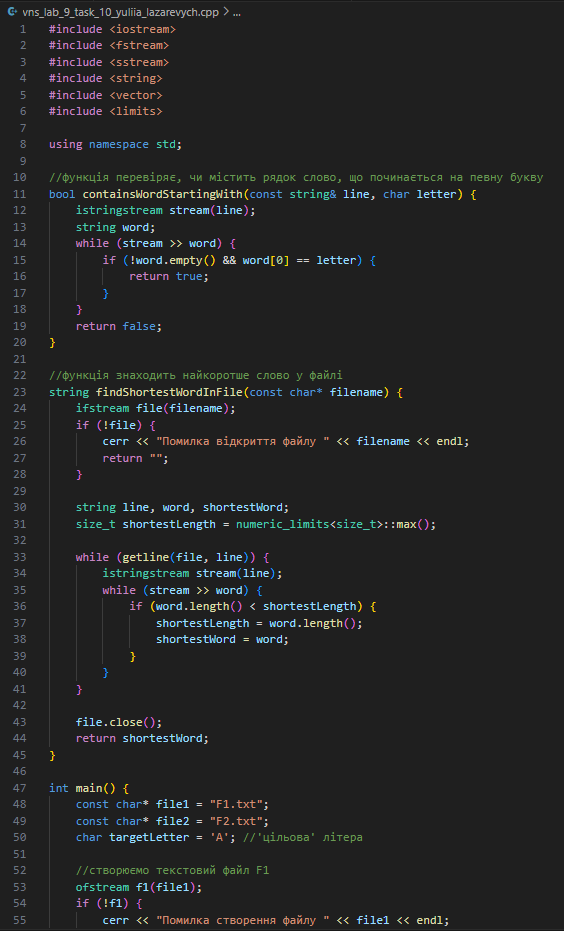 vns_lab_9_task_10_yuliia_lazarevych.cpp > ...
1 #include <iostream>
2 #include <fstream>
3 #include <sstream>
4 #include <string>
5 #include <vector>
6 #include <limits>
7
8 using namespace std;
9
10 //функція перевіряє, чи містить рядок слово, що починається на певну букву
11 bool containsWordStartingWith(const string& line, char letter) {
12     istringstream stream(line);
13     string word;
14     while (stream >> word) {
15         if (!word.empty() && word[0] == letter) {
16             return true;
17         }
18     }
19     return false;
20 }
21
22 //функція знаходить найкоротше слово у файлі
23 string findShortestWordInFile(const char* filename) {
24     ifstream file(filename);
25     if (!file) {
26         cerr << "Помилка відкриття файлу " << filename << endl;
27         return "";
28     }
29
30     string line, word, shortestWord;
31     size_t shortestLength = numeric_limits<size_t>::max();
32
33     while (getline(file, line)) {
34         istringstream stream(line);
35         while (stream >> word) {
36             if (word.length() < shortestLength) {
37                 shortestLength = word.length();
38                 shortestWord = word;
39             }
40         }
41     }
42
43     file.close();
44     return shortestWord;
45 }
46
47 int main() {
48     const char* file1 = "F1.txt";
49     const char* file2 = "F2.txt";
50     char targetLetter = 'A'; //'цільова' літера
51
52     //створюємо текстовий файл F1
53     ofstream f1(file1);
54     if (!f1) {
55         cerr << "Помилка створення файлу " << file1 << endl;